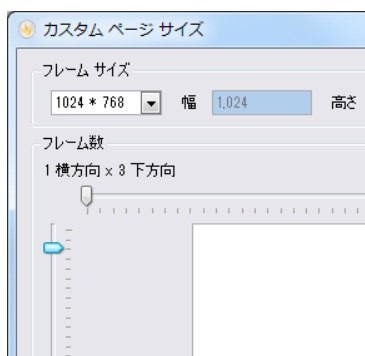 カスタム ページ サイズ
フレーム サイズ
1024 * 768 幅 1,024 高さ
フレーム数
1 横方向 x 3 下方向